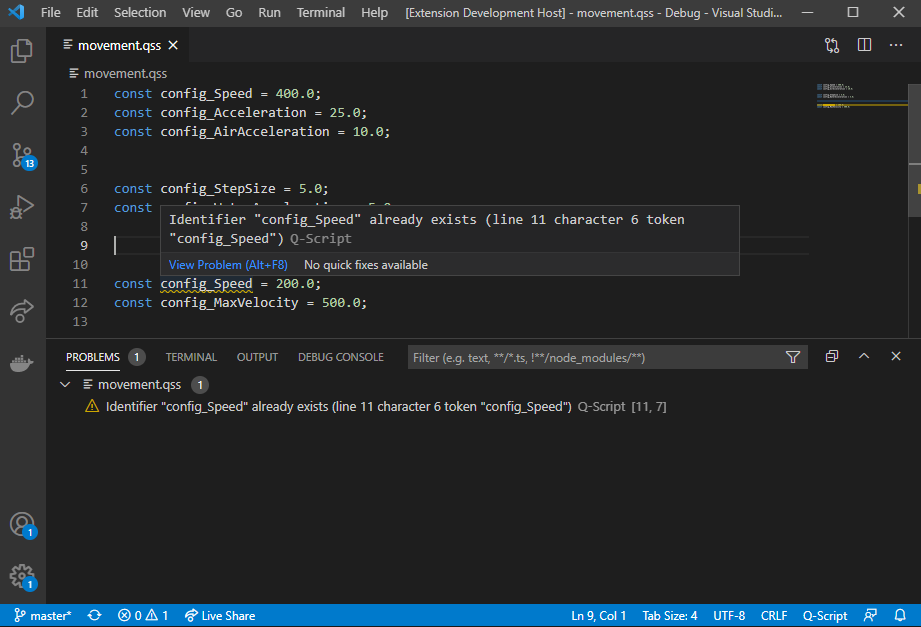 File Edit Selection View Go Run Terminal Help [Extension Development Host] - movement.qss - Debug - Visual Studi...
movement.qss
movement.qss
1 const config_Speed = 400.0;
2 const config_Acceleration = 25.0;
3 const config_AirAcceleration = 10.0;
4
5
6 const config_StepSize = 5.0;
7 const
8
9
10
Identifier "config_Speed" already exists (line 11 character 6 token
"config_Speed") Q-Script
View Problem (Alt+F8) No quick fixes available
11 const config_Speed = 200.0;
12 const config_MaxVelocity = 500.0;
13
13
PROBLEMS 1 TERMINAL OUTPUT DEBUG CONSOLE Filter (e.g. text, **/*.ts, !**/node_modules/**)
movement.qss 1
Identifier "config_Speed" already exists (line 11 character 6 token "config_Speed") Q-Script [11, 7]
1
1
master* 0 1 Live Share Ln 9, Col 1 Tab Size: 4 UTF-8 CRLF Q-Script